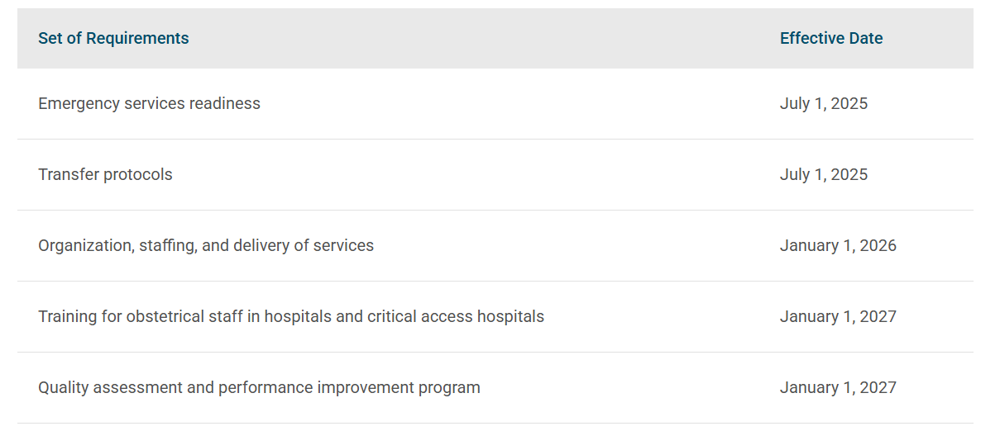 Set of Requirements Effective Date
Emergency services readiness July 1, 2025
Transfer protocols July 1, 2025
Organization, staffing, and delivery of services January 1, 2026
Training for obstetrical staff in hospitals and critical access hospitals January 1, 2027
Quality assessment and performance improvement program January 1, 2027